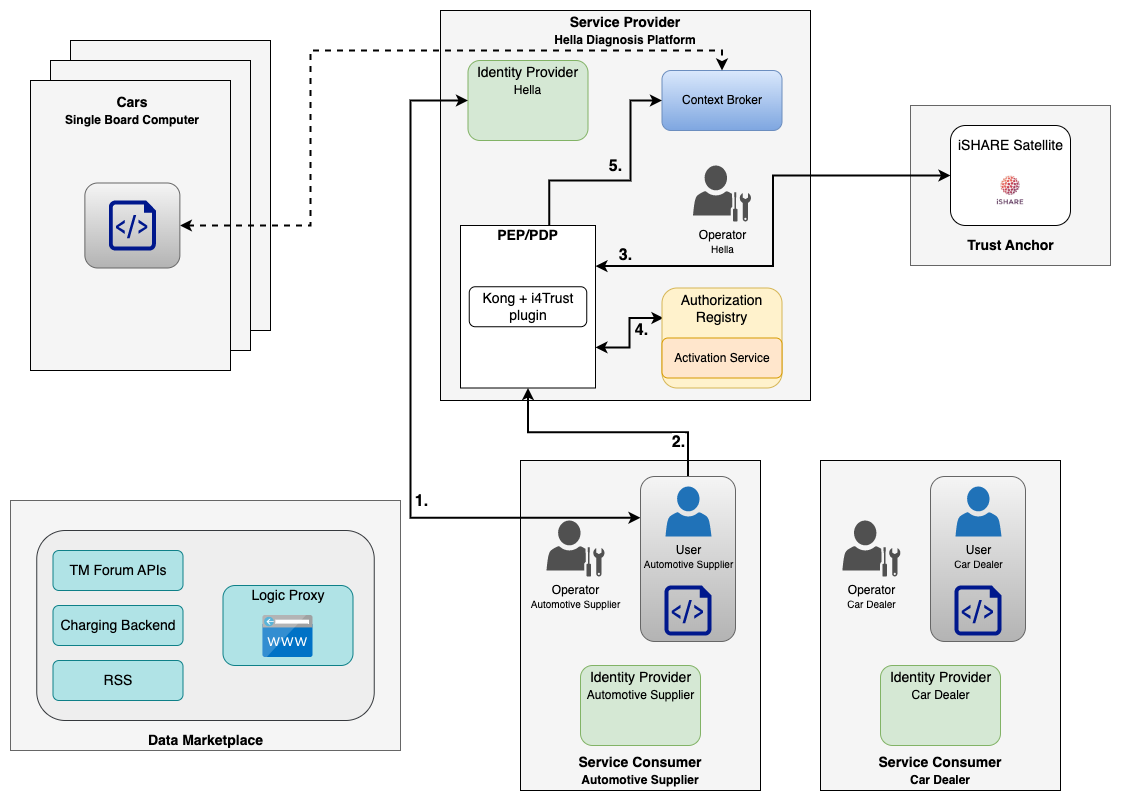 Service Provider
Hella Diagnosis Platform
Identity Provider
Hella
Context Broker
Cars
Single Board Computer
</>
5.
Operator
Hella
iSHARE Satellite
iSHARE
Trust Anchor
PEP/PDP
3.
Kong + i4Trust
plugin
Authorization
Registry
4.
Activation Service
2.
1.
User
Automotive Supplier
</>
Operator
Automotive Supplier
Identity Provider
Automotive Supplier
Service Consumer
Automotive Supplier
User
Car Dealer
</>
Operator
Car Dealer
Identity Provider
Car Dealer
Service Consumer
Car Dealer
TM Forum APIs
Charging Backend
RSS
Logic Proxy
www
Data Marketplace